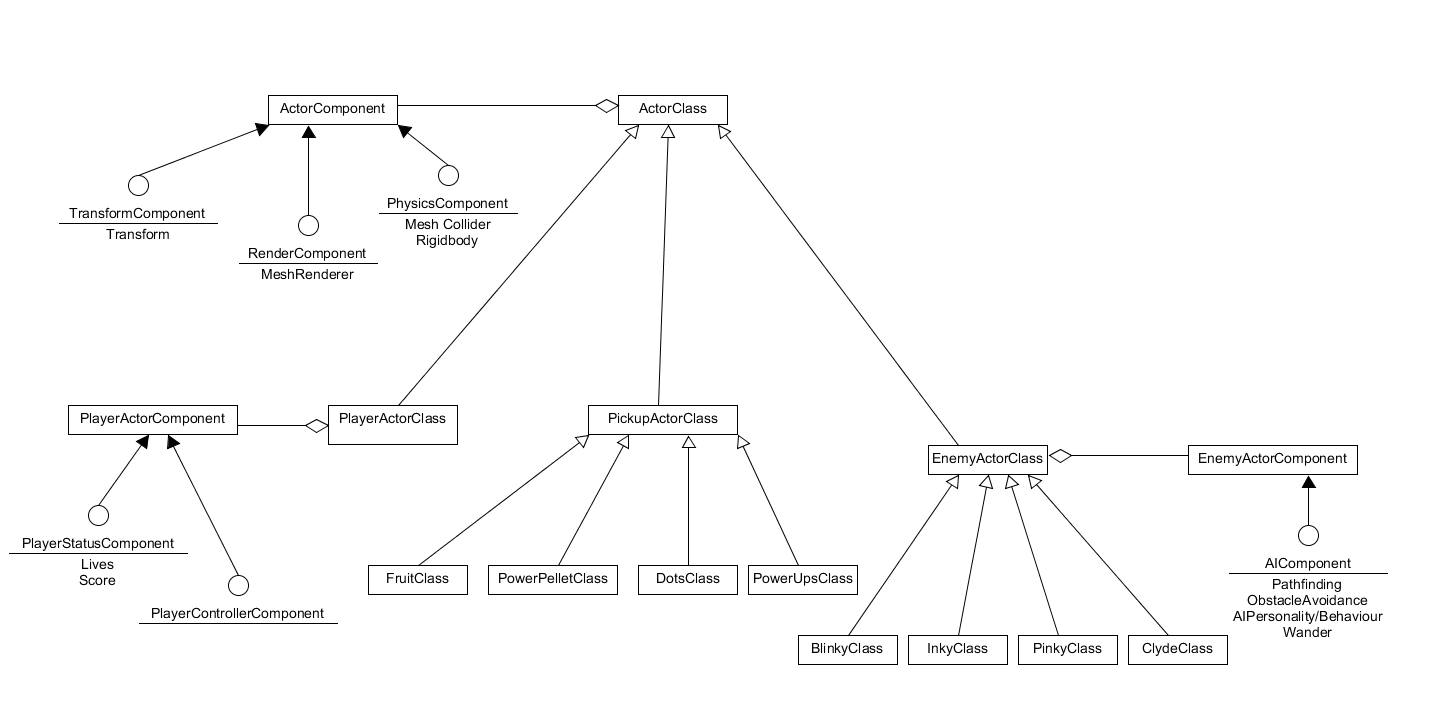 ActorComponent
ActorClass
TransformComponent
Transform
RenderComponent
MeshRenderer
PhysicsComponent
Mesh Collider
Rigidbody
PlayerActorComponent
PlayerActorClass
PickupActorClass
EnemyActorClass
EnemyActorComponent
PlayerStatusComponent
Lives
Score
PlayerControllerComponent
FruitClass
PowerPelletClass
DotsClass
PowerUpsClass
BlinkyClass
InkyClass
PinkyClass
ClydeClass
AIComponent
Pathfinding
ObstacleAvoidance
AIPersonality/Behaviour
Wander